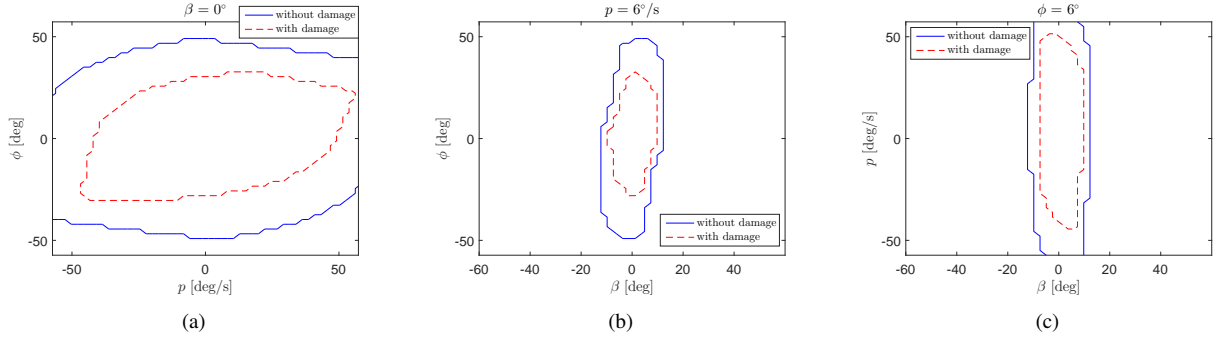 β = 0°
without damage
with damage
50
0
-50
ϕ [deg]
-50
0
50
p [deg/s]
(a)
p = 6°/s
50
0
-50
ϕ [deg]
without damage
with damage
-60
-40
-20
0
20
40
β [deg]
(b)
ϕ = 6°
without damage
with damage
50
0
-50
p [deg/s]
-60
-40
-20
0
20
40
β [deg]
(c)